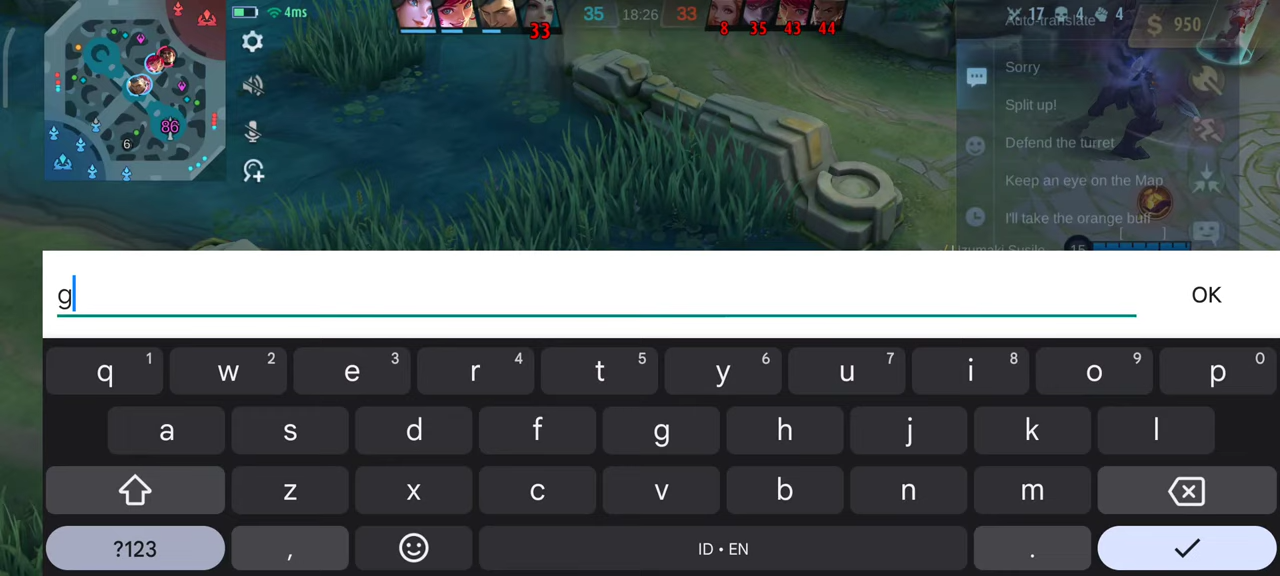 4ms
35 18:26 33
17 4 4
$ 950
33
8 35 43 44
Auto-translate
Sorry
Split up!
Defend the turret
Keep an eye on the Map
I'll take the orange buff
15
86
6
g
OK
q 1 w 2 e 3 r 4 t 5 y 6 u 7 i 8 o 9 p 0
a s d f g h j k l
z x c v b n m
?123 , ID • EN .